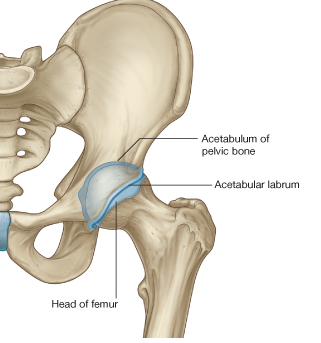 Acetabulum of
pelvic bone
Acetabular labrum
Head of femur